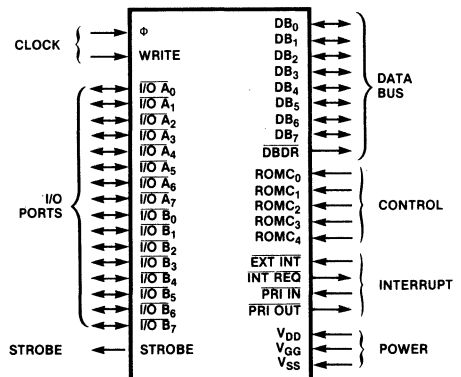 CLOCK
Φ
WRITE
I/O A0
I/O A1
I/O A2
I/O A3
I/O A4
I/O A5
I/O A6
I/O A7
I/O B0
I/O B1
I/O B2
I/O B3
I/O B4
I/O B5
I/O B6
I/O B7
I/O
PORTS
STROBE
STROBE
DB0
DB1
DB2
DB3
DB4
DB5
DB6
DB7
DBDR
DATA
BUS
ROMC0
ROMC1
ROMC2
ROMC3
ROMC4
CONTROL
EXT INT
INT REQ
PRI IN
PRI OUT
INTERRUPT
VDD
VGG
VSS
POWER